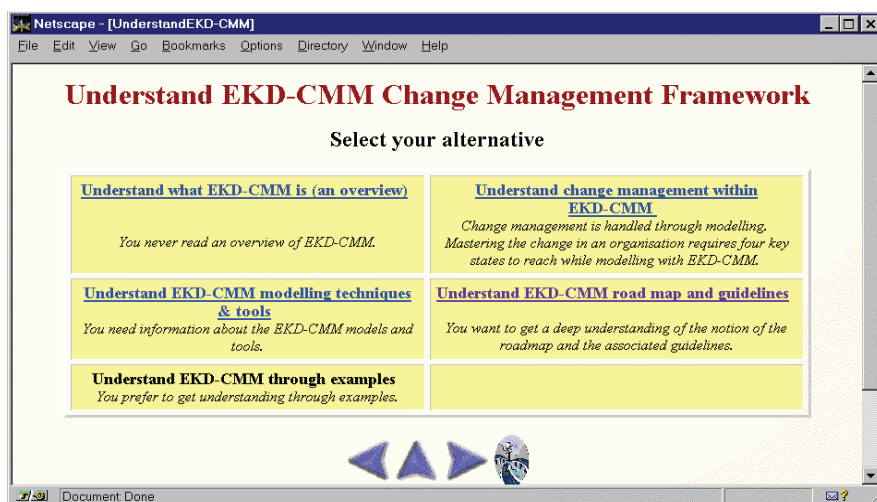 Netscape - [UnderstandEKD-CMM]
File Edit View Go Bookmarks Options Directory Window Help
Understand EKD-CMM Change Management Framework
Select your alternative
Understand what EKD-CMM is (an overview)
You never read an overview of EKD-CMM.
Understand change management within
EKD-CMM
Change management is handled through modelling.
Mastering the change in an organisation requires four key
states to reach while modelling with EKD-CMM.
Understand EKD-CMM modelling techniques
& tools
You need information about the EKD-CMM models and
tools.
Understand EKD-CMM road map and guidelines
You want to get a deep understanding of the notion of the
roadmap and the associated guidelines.
Understand EKD-CMM through examples
You prefer to get understanding through examples.
Document Done